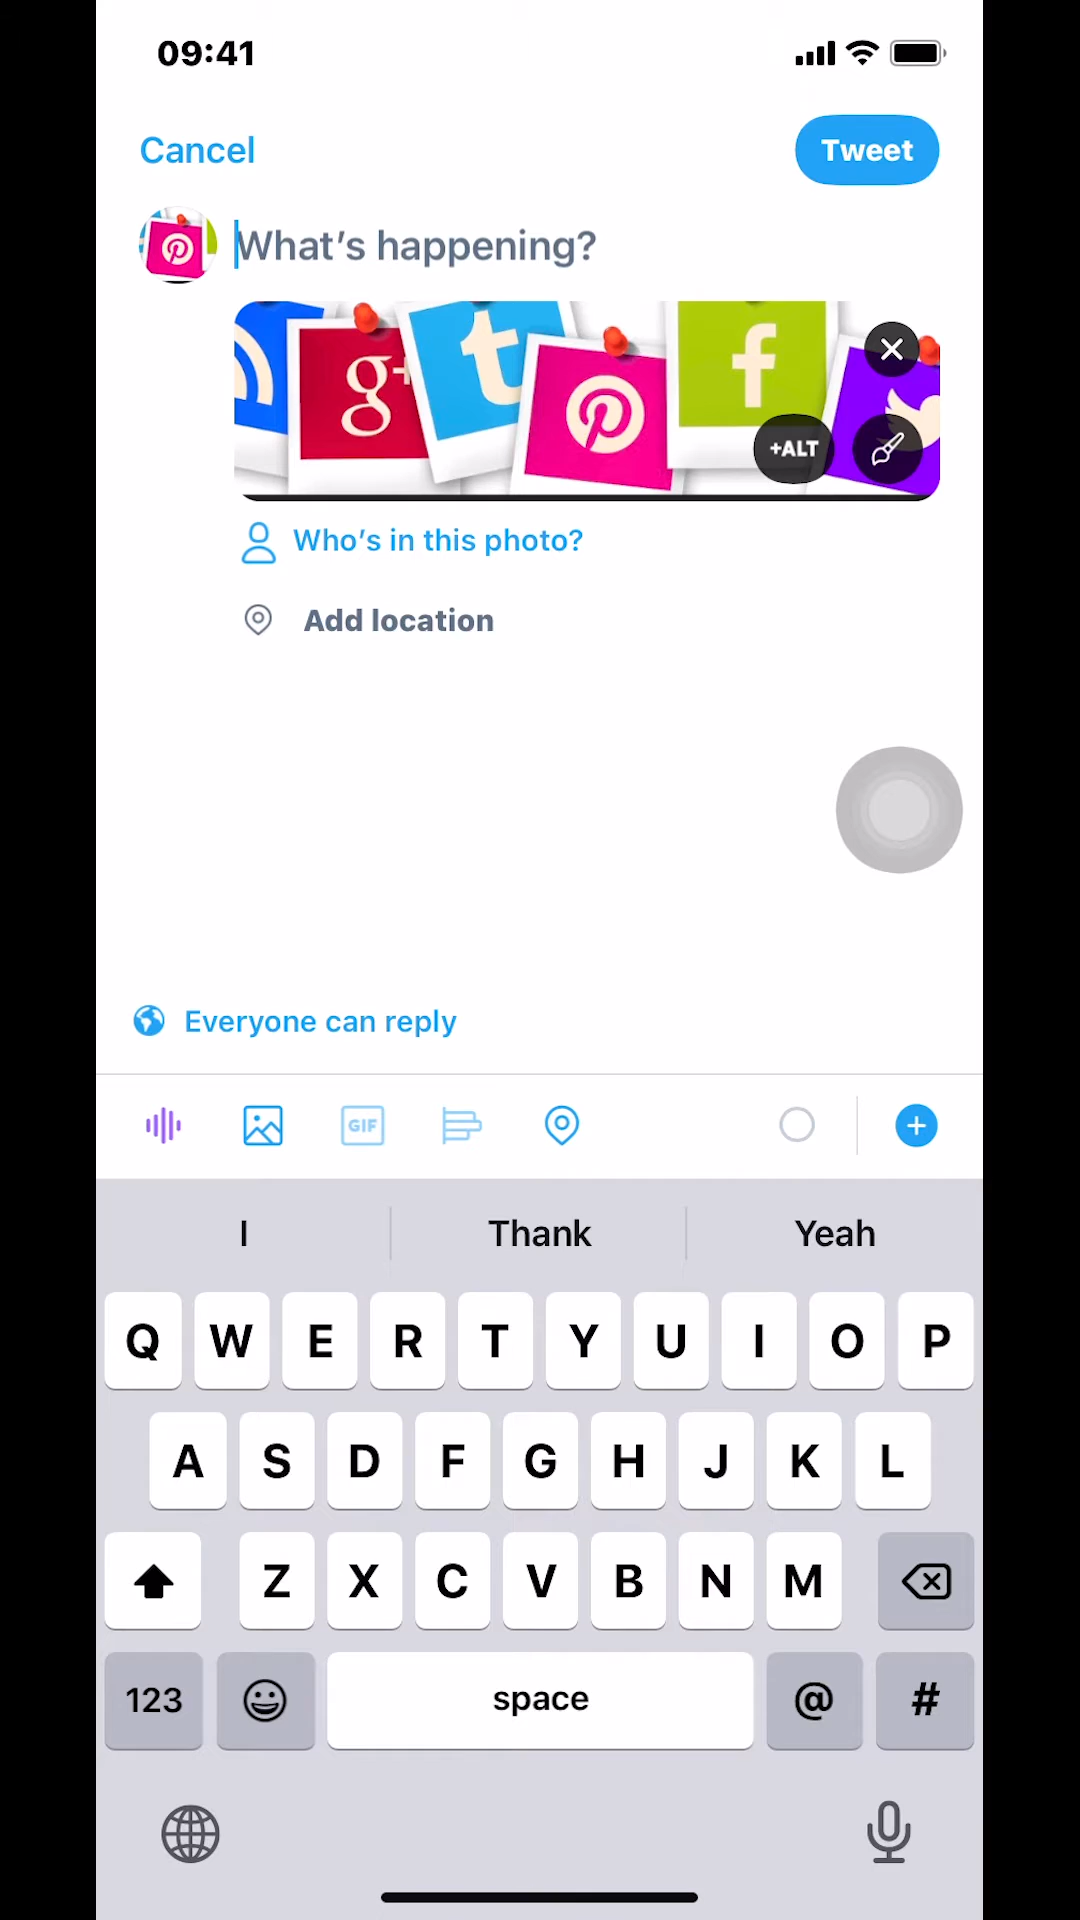 09:41
Cancel
Tweet
What’s happening?
g+
t
f
+ALT
Who’s in this photo?
Add location
Everyone can reply
GIF
I
Thank
Yeah
Q W E R T Y U I O P
A S D F G H J K L
Z X C V B N M
123
space
@
#